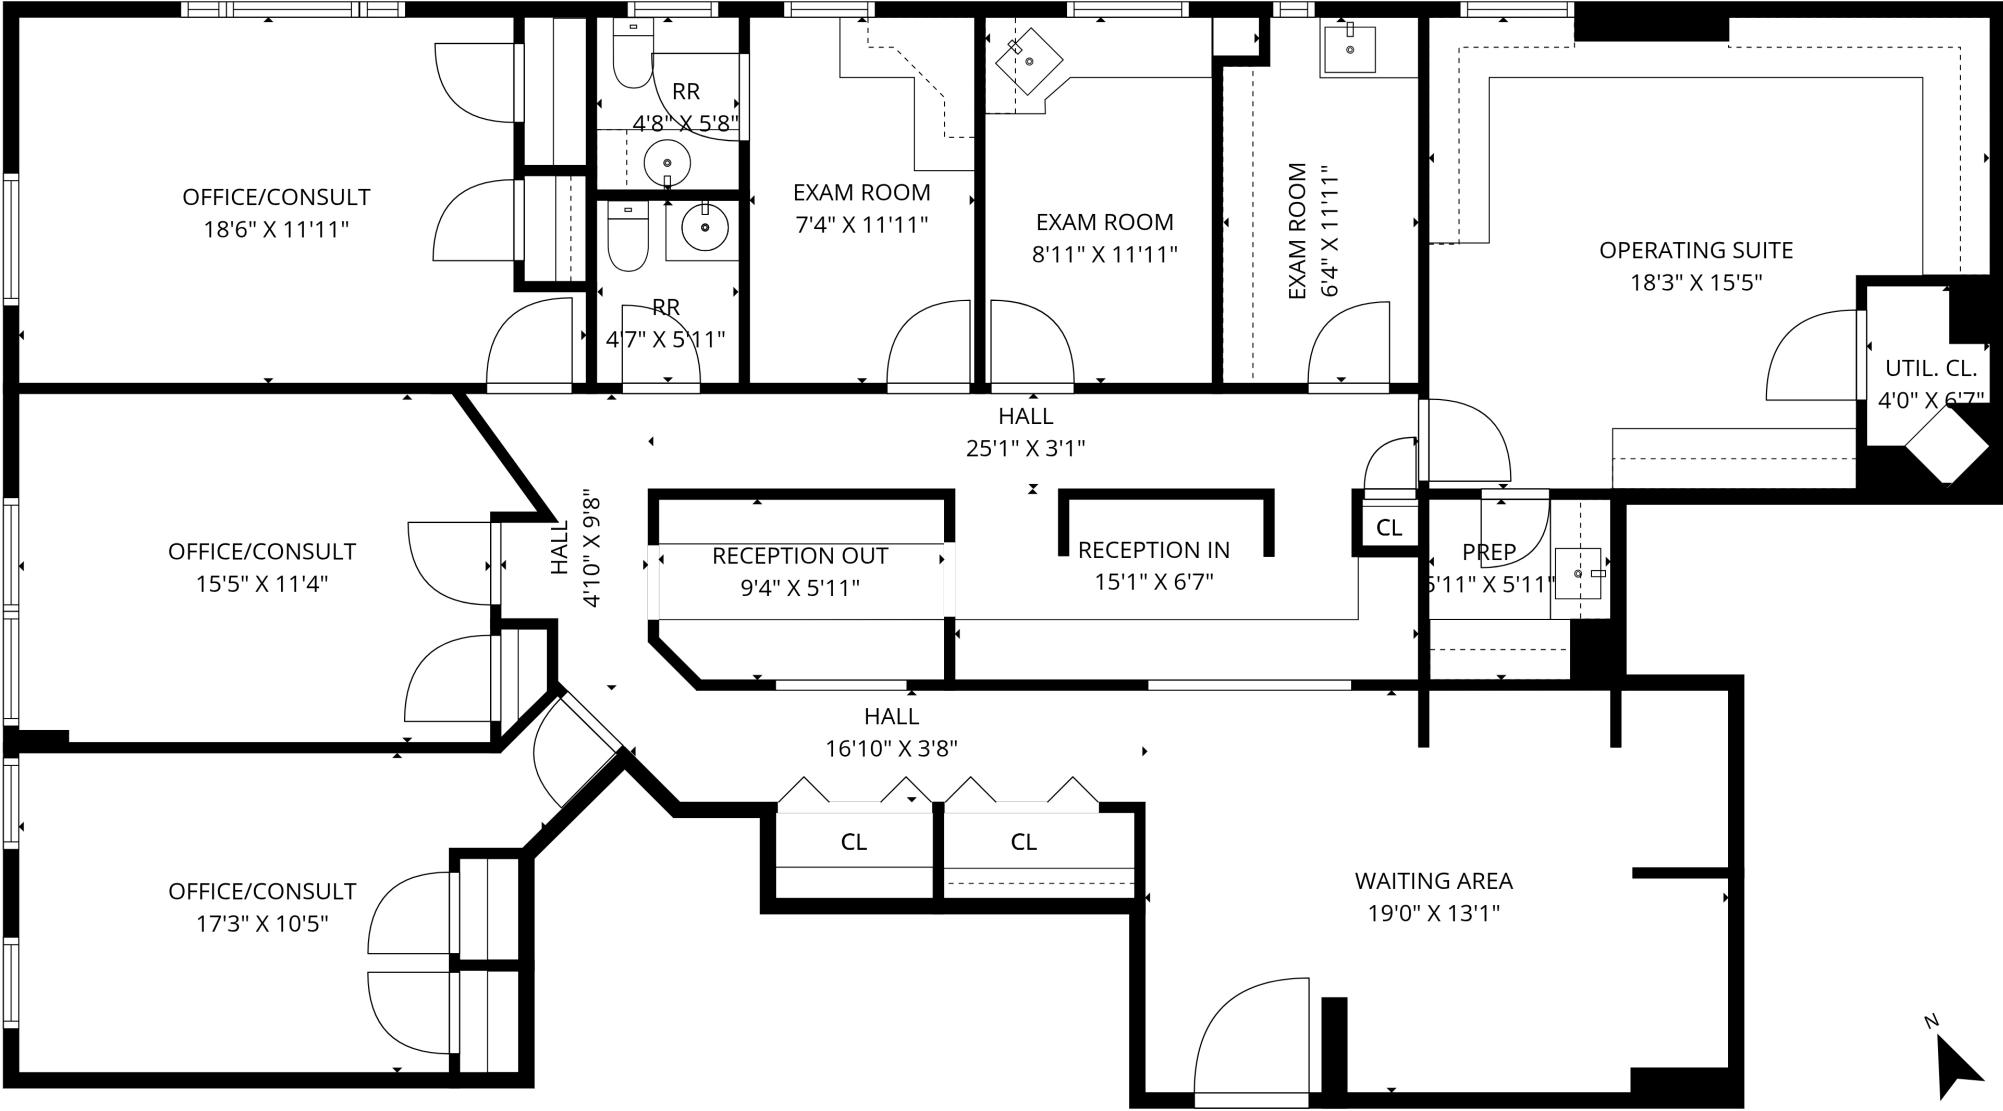 RR
4'8" X 5'8"
OFFICE/CONSULT
18'6" X 11'11"
EXAM ROOM
7'4" X 11'11"
EXAM ROOM
8'11" X 11'11"
EXAM ROOM
6'4" X 11'11"
OPERATING SUITE
18'3" X 15'5"
RR
4'7" X 5'11"
UTIL. CL.
4'0" X 6'7"
HALL
25'1" X 3'1"
HALL
4'10" X 9'8"
OFFICE/CONSULT
15'5" X 11'4"
RECEPTION OUT
9'4" X 5'11"
RECEPTION IN
15'1" X 6'7"
CL
PREP
5'11" X 5'11"
HALL
16'10" X 3'8"
CL
CL
OFFICE/CONSULT
17'3" X 10'5"
WAITING AREA
19'0" X 13'1"
N